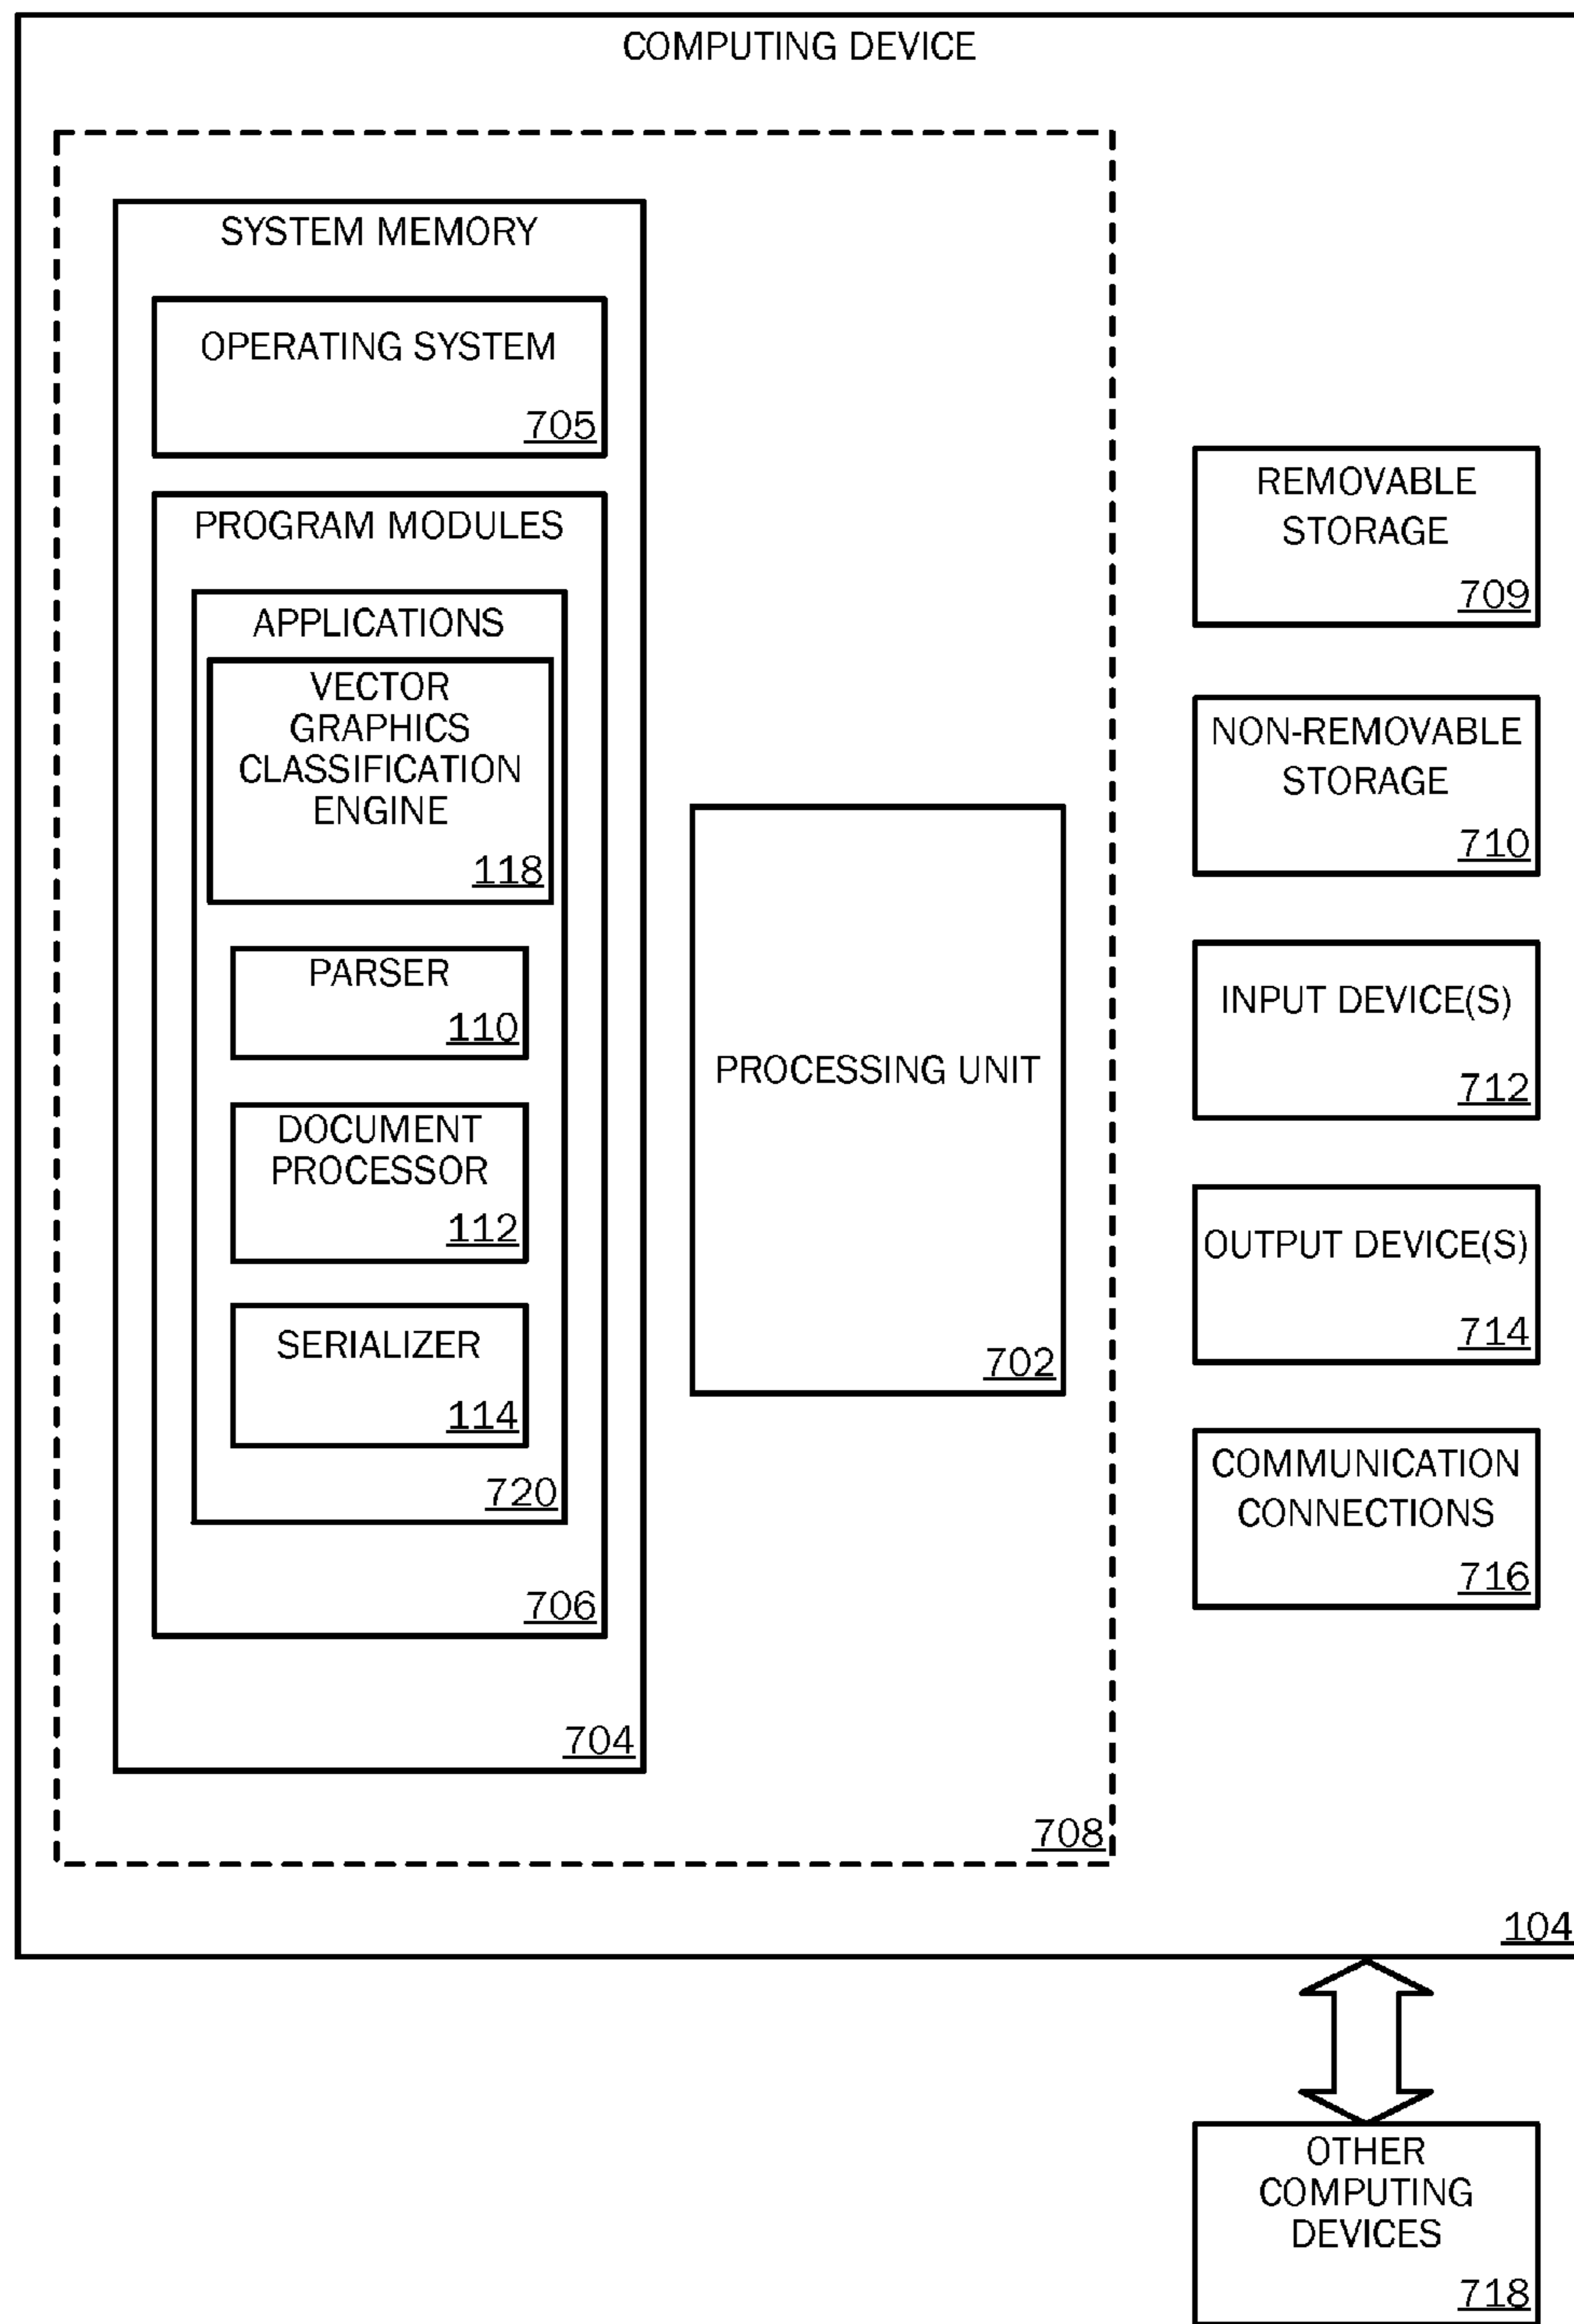 COMPUTING DEVICE
SYSTEM MEMORY
OPERATING SYSTEM
705
PROGRAM MODULES
APPLICATIONS
VECTOR
GRAPHICS
CLASSIFICATION
ENGINE
118
PARSER
110
DOCUMENT
PROCESSOR
112
SERIALIZER
114
720
706
704
PROCESSING UNIT
702
708
REMOVABLE
STORAGE
709
NON-REMOVABLE
STORAGE
710
INPUT DEVICE(S)
712
OUTPUT DEVICE(S)
714
COMMUNICATION
CONNECTIONS
716
104
OTHER
COMPUTING
DEVICES
718